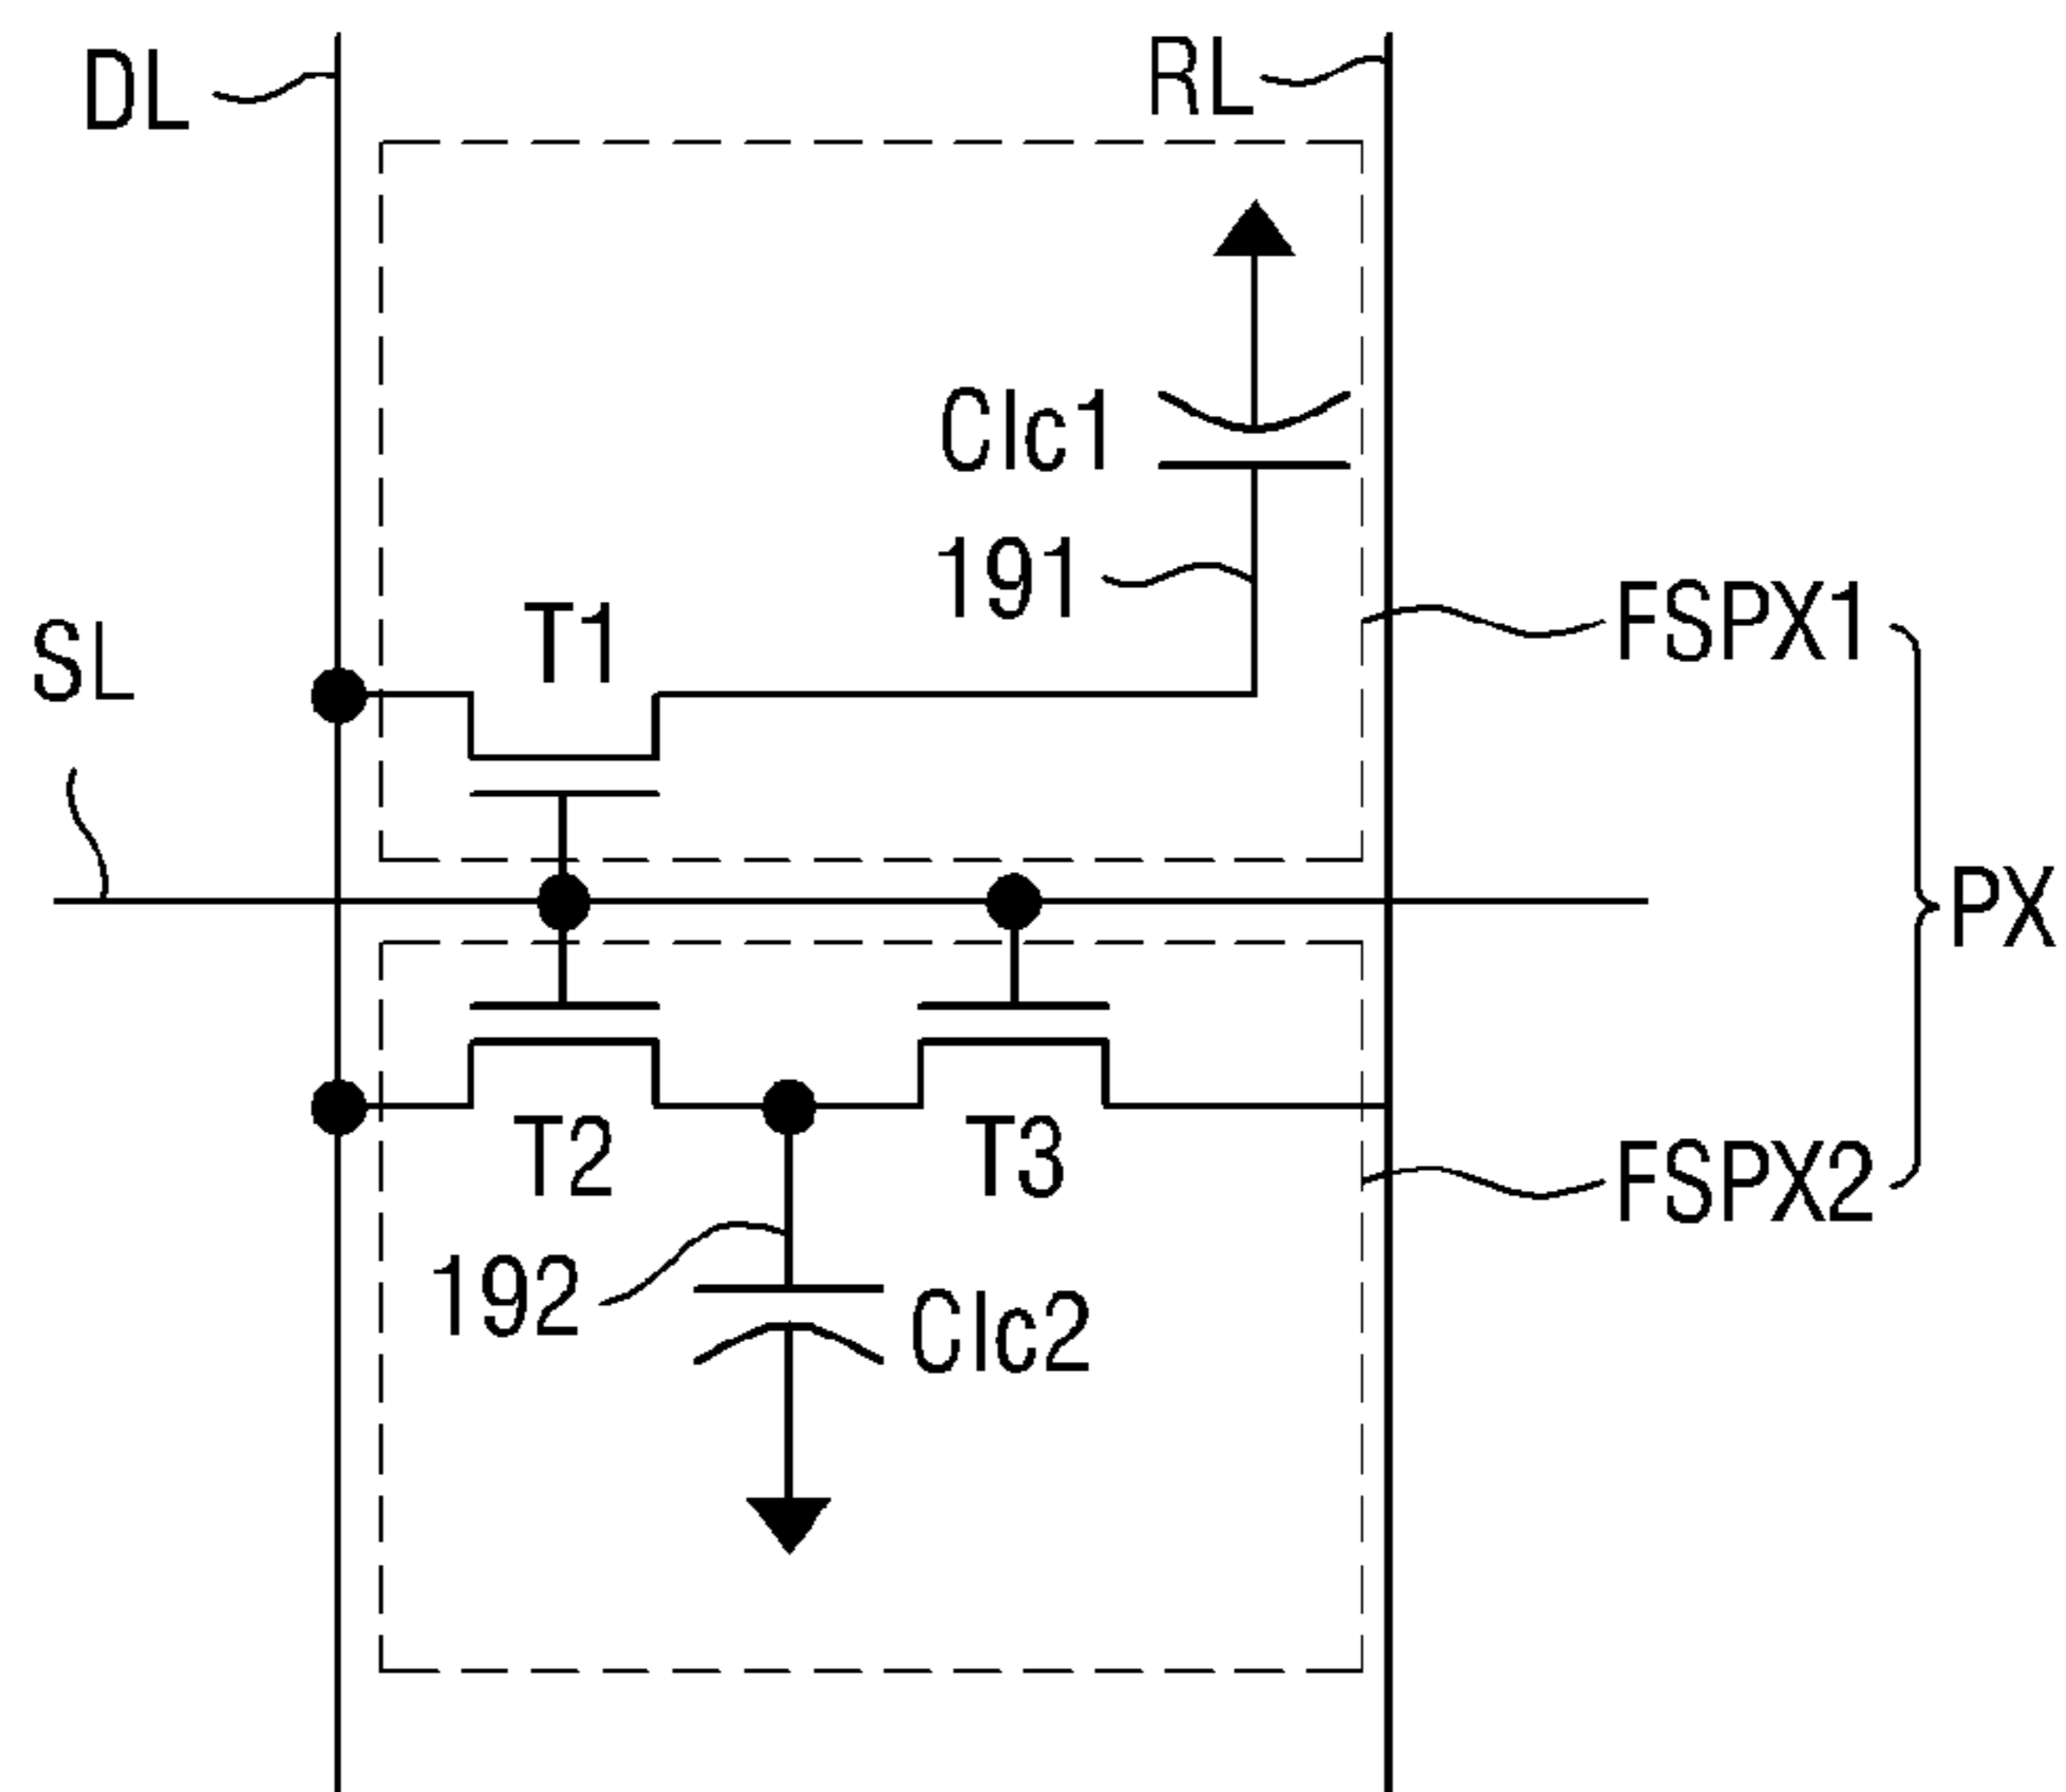 DL
RL
Clc1
191
T1
FSPX1
SL
PX
T2
T3
FSPX2
192
Clc2